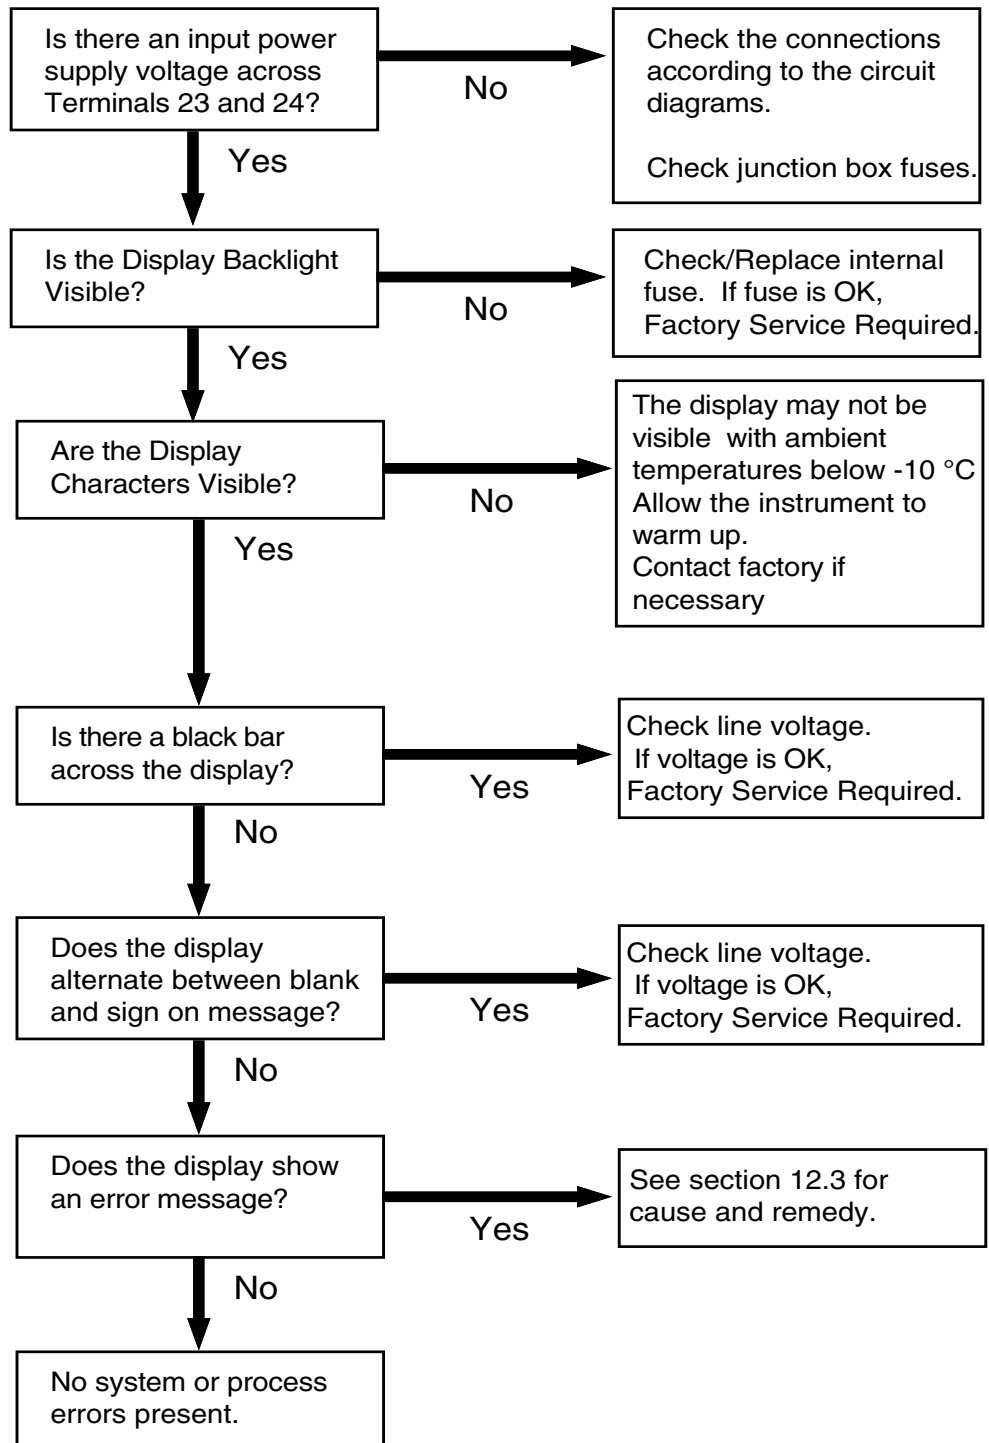 Is there an input power
supply voltage across
Terminals 23 and 24?
No
Check the connections
according to the circuit
diagrams.
Check junction box fuses.
Yes
Is the Display Backlight
Visible?
No
Check/Replace internal
fuse.  If fuse is OK,
Factory Service Required.
Yes
Are the Display
Characters Visible?
No
The display may not be
visible  with ambient
temperatures below -10 °C
Allow the instrument to
warm up.
Contact factory if
necessary
Yes
Is there a black bar
across the display?
Yes
Check line voltage.
If voltage is OK,
Factory Service Required.
No
Does the display
alternate between blank
and sign on message?
Yes
Check line voltage.
If voltage is OK,
Factory Service Required.
No
Does the display show
an error message?
Yes
See section 12.3 for
cause and remedy.
No
No system or process
errors present.